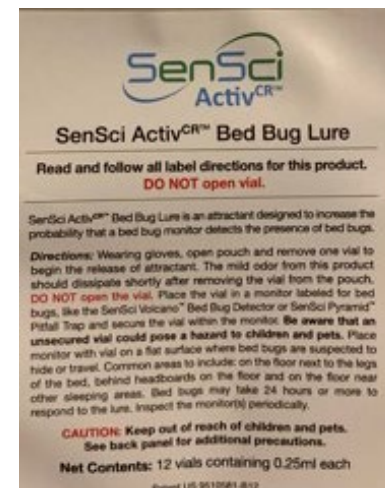 SenSci
Activ CR™
SenSci Activ CR™ Bed Bug Lure
Read and follow all label directions for this product.
DO NOT open vial.
SenSci Activ CR™ Bed Bug Lure is an attractant designed to increase the
probability that a bed bug monitor detects the presence of bed bugs.
Directions: Wearing gloves, open pouch and remove one vial to
begin the release of attractant. The mild odor from this product
should dissipate shortly after removing the vial from the pouch.
DO NOT open the vial. Place the vial in a monitor labeled for bed
bugs, like the SenSci Volcano™ Bed Bug Detector or SenSci Pyramid™
Pitfall Trap and secure the vial within the monitor. Be aware that an
unsecured vial could pose a hazard to children and pets. Place
monitor with vial on a flat surface where bed bugs are suspected to
hide or travel. Common areas to include: on the floor next to the legs
of the bed, behind headboards on the floor and on the floor near
other sleeping areas. Bed bugs may take 24 hours or more to
respond to the lure. Inspect the monitor(s) periodically.
CAUTION: Keep out of reach of children and pets.
See back panel for additional precautions.
Net Contents: 12 vials containing 0.25ml each